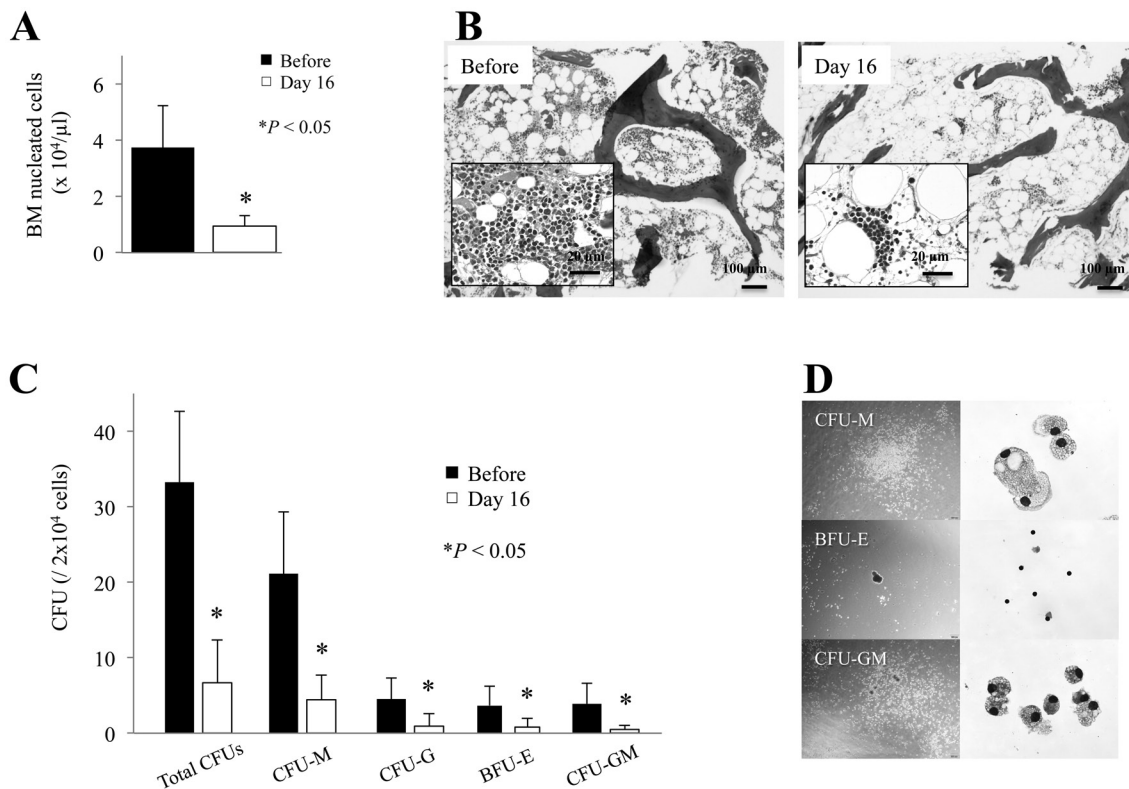 A
Before
Day 16
*P < 0.05
6
4
2
0
BM nucleated cells
(x 10⁴/µl)
*
B
Before
20 µm
100 µm
Day 16
20 µm
100 µm
C
CFU (/ 2x10⁴ cells)
40
30
20
10
0
Before
Day 16
*P < 0.05
*
*
*
*
*
Total CFUs
CFU-M
CFU-G
BFU-E
CFU-GM
D
CFU-M
BFU-E
CFU-GM